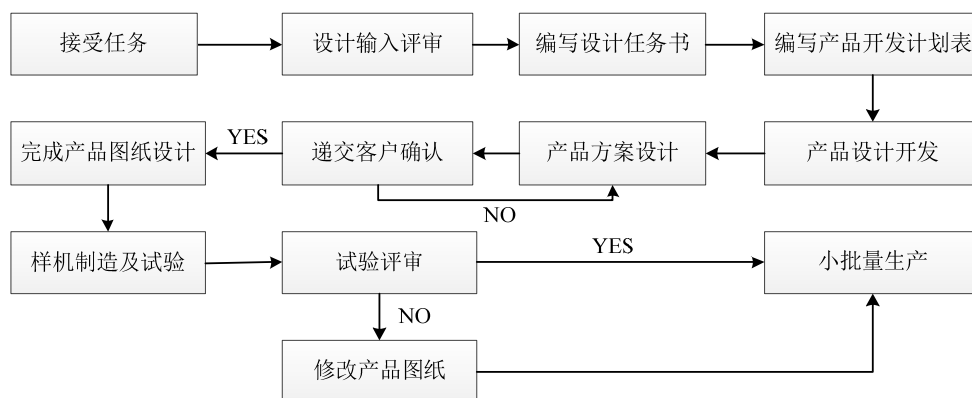 接受任务
设计输入评审
编写设计任务书
编写产品开发计划表
完成产品图纸设计
YES
递交客户确认
产品方案设计
产品设计开发
NO
样机制造及试验
试验评审
YES
小批量生产
NO
修改产品图纸